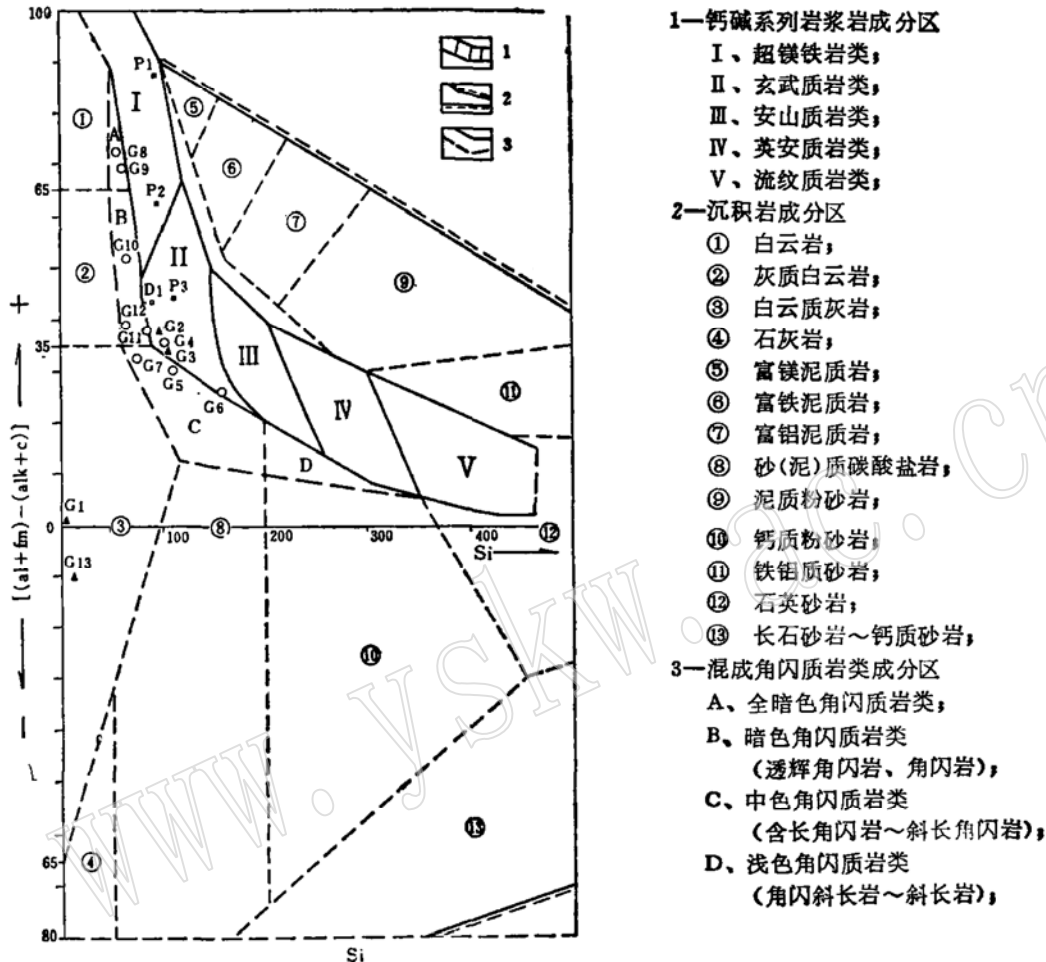 100
65
35
0
65
80
+
[(al+fm)-(alk+c)]
100
200
300
400
Si
Si
1
2
3
P1
I
①
A
G8
G9
⑤
⑥
⑦
⑨
P2
B
G10
②
II
D1
P3
G12
G2
G11
G4
G3
G7
G5
G6
III
IV
V
C
D
⑪
G1
③
⑧
⑫
G13
⑩
④
⑬
1—钙碱系列岩浆岩成分区
I、超镁铁岩类;
II、玄武质岩类;
III、安山质岩类;
IV、英安质岩类;
V、流纹质岩类;
2—沉积岩成分区
① 白云岩;
② 灰质白云岩;
③ 白云质灰岩;
④ 石灰岩;
⑤ 富镁泥质岩;
⑥ 富铁泥质岩;
⑦ 富铝泥质岩;
⑧ 砂(泥)质碳酸盐岩;
⑨ 泥质粉砂岩;
⑩ 钙质粉砂岩;
⑪ 铁铝质砂岩;
⑫ 石英砂岩;
⑬ 长石砂岩~钙质砂岩;
3—混成角闪质岩类成分区
A、全暗色角闪质岩类;
B、暗色角闪质岩类
(透辉角闪岩、角闪岩);
C、中色角闪质岩类
(含长角闪岩~斜长角闪岩);
D、浅色角闪质岩类
(角闪斜长岩~斜长岩);
www.yskw.ac.cn